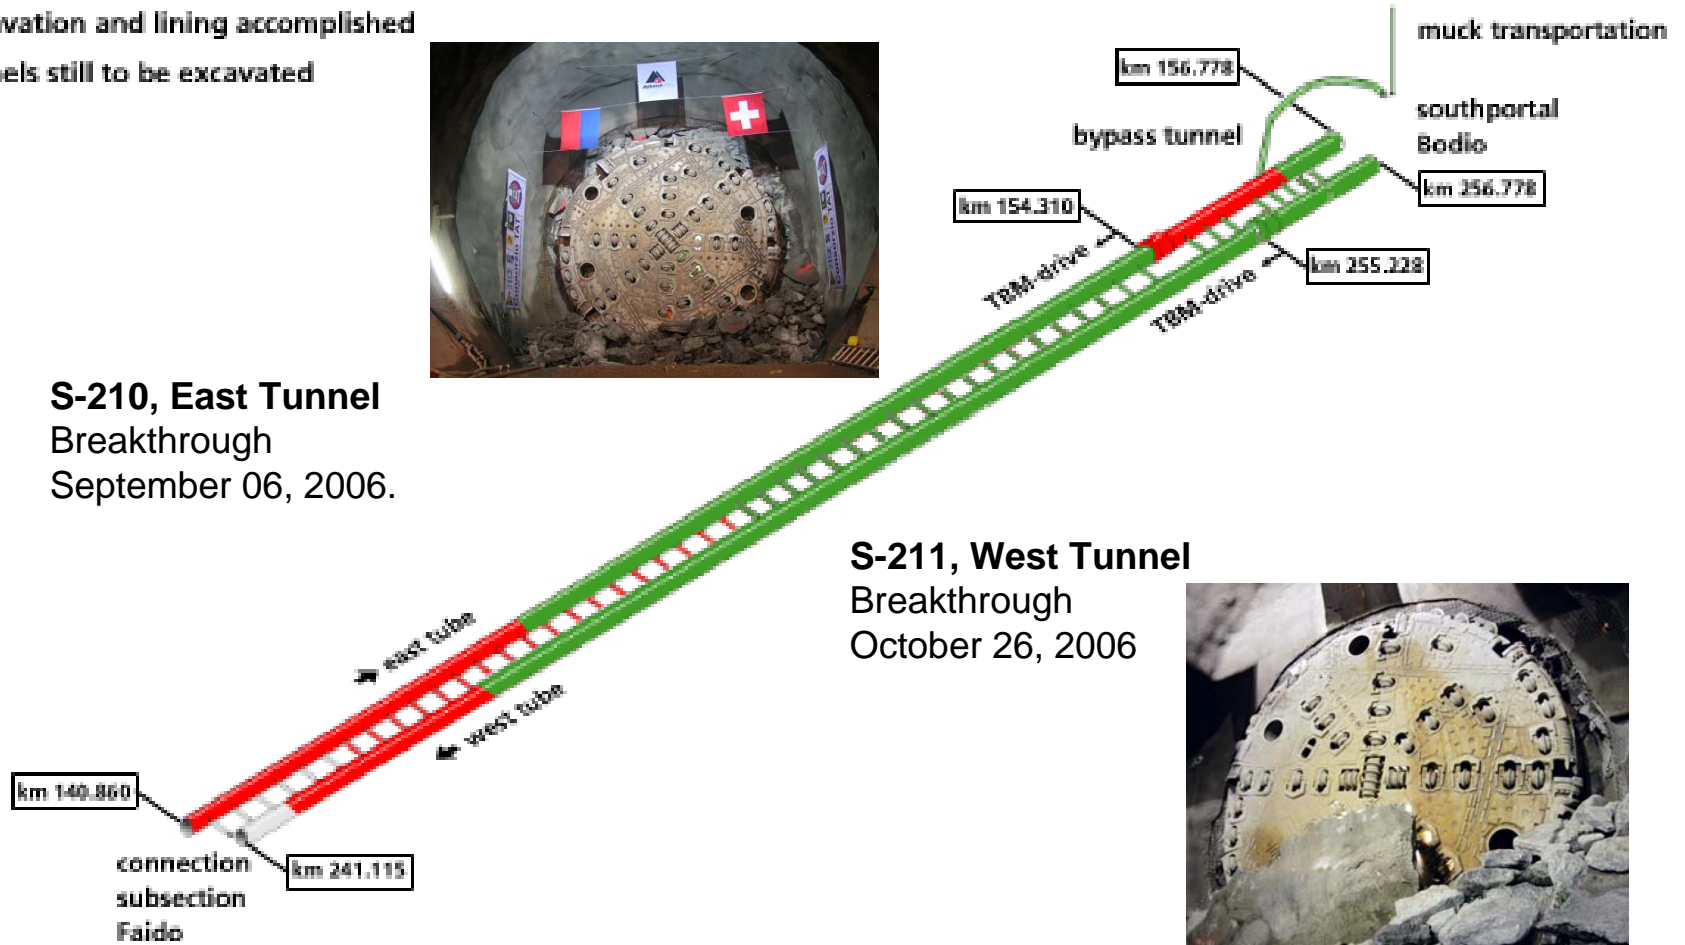 vation and lining accomplished
els still to be excavated
muck transportation
km 156.778
southportal
Bodio
bypass tunnel
km 256.778
km 154.310
TBM-drive
km 255.228
TBM-drive
S-210, East Tunnel
Breakthrough
September 06, 2006.
S-211, West Tunnel
Breakthrough
October 26, 2006
east tube
west tube
km 140.860
km 241.115
connection
subsection
Faido